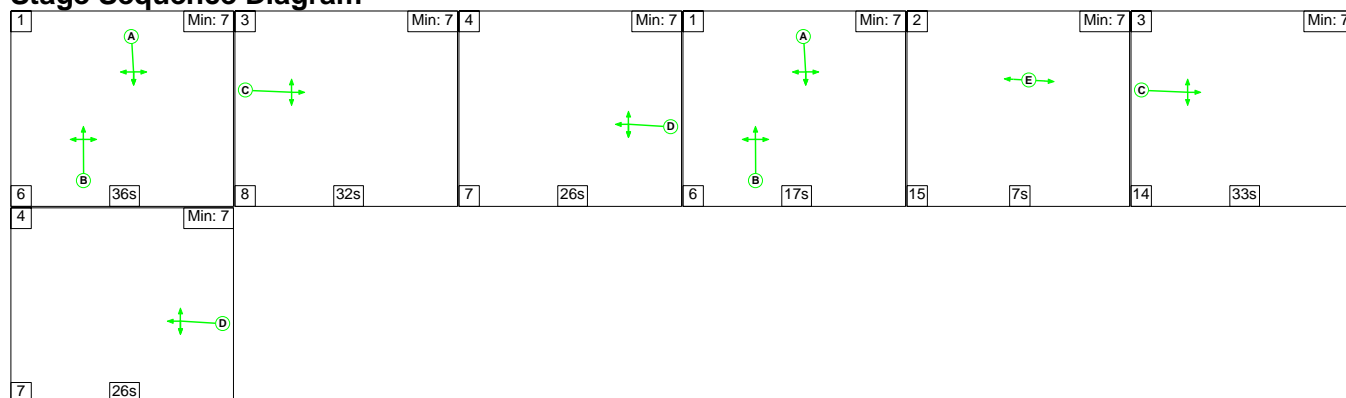 Stage Sequence Diagram
1 Min: 7 3 Min: 7 4 Min: 7 1 Min: 7 2 Min: 7 3 Min: 7
A A
E
C C
D
B B
6 36s 8 32s 7 26s 6 17s 15 7s 14 33s
4 Min: 7
D
7 26s